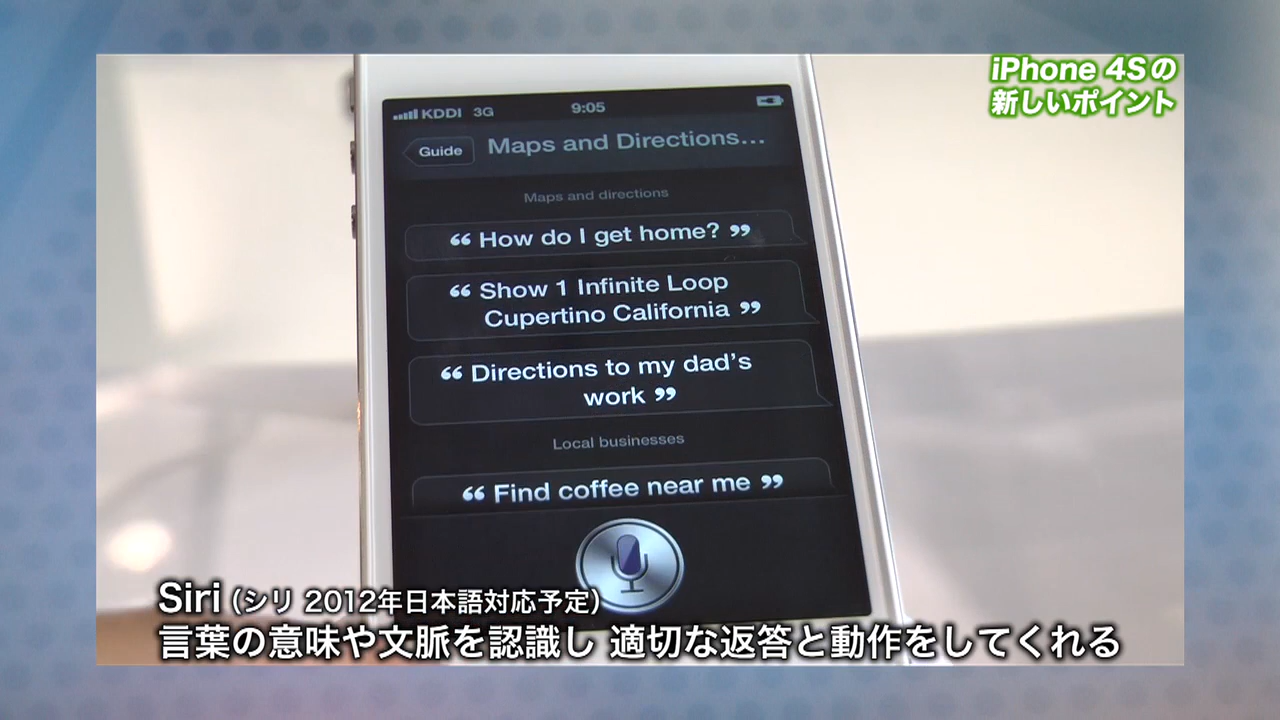 iPhone 4Sの
新しいポイント
KDDI 3G 9:05
Guide Maps and Directions...
Maps and directions
“ How do I get home? ”
“ Show 1 Infinite Loop
Cupertino California ”
“ Directions to my dad's
work ”
Local businesses
“ Find coffee near me ”
Siri (シリ 2012年日本語対応予定)
言葉の意味や文脈を認識し 適切な返答と動作をしてくれる